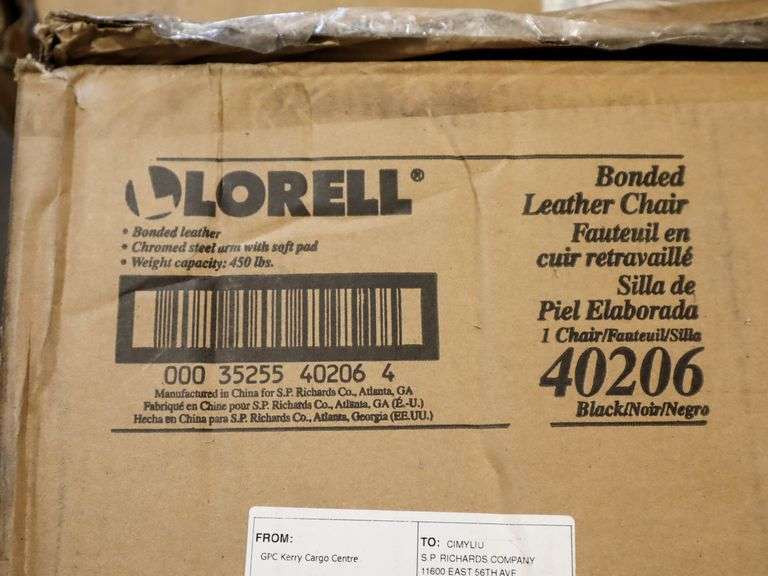 LORELL®
• Bonded leather
• Chromed steel arm with soft pad
• Weight capacity: 450 lbs.
000 35255 40206 4
Manufactured in China for S.P. Richards Co., Atlanta, GA
Fabriqué en Chine pour S.P. Richards Co., Atlanta, GA (É.-U.)
Hecha en China para S.P. Richards Co., Atlanta, Georgia (EE.UU.)
Bonded
Leather Chair
Fauteuil en
cuir retravaillé
Silla de
Piel Elaborada
1 Chair/Fauteuil/Silla
40206
Black/Noir/Negro
FROM:
GPC Kerry Cargo Centre
TO: CIMYLIU
S.P. RICHARDS COMPANY
11600 EAST 56TH AVE